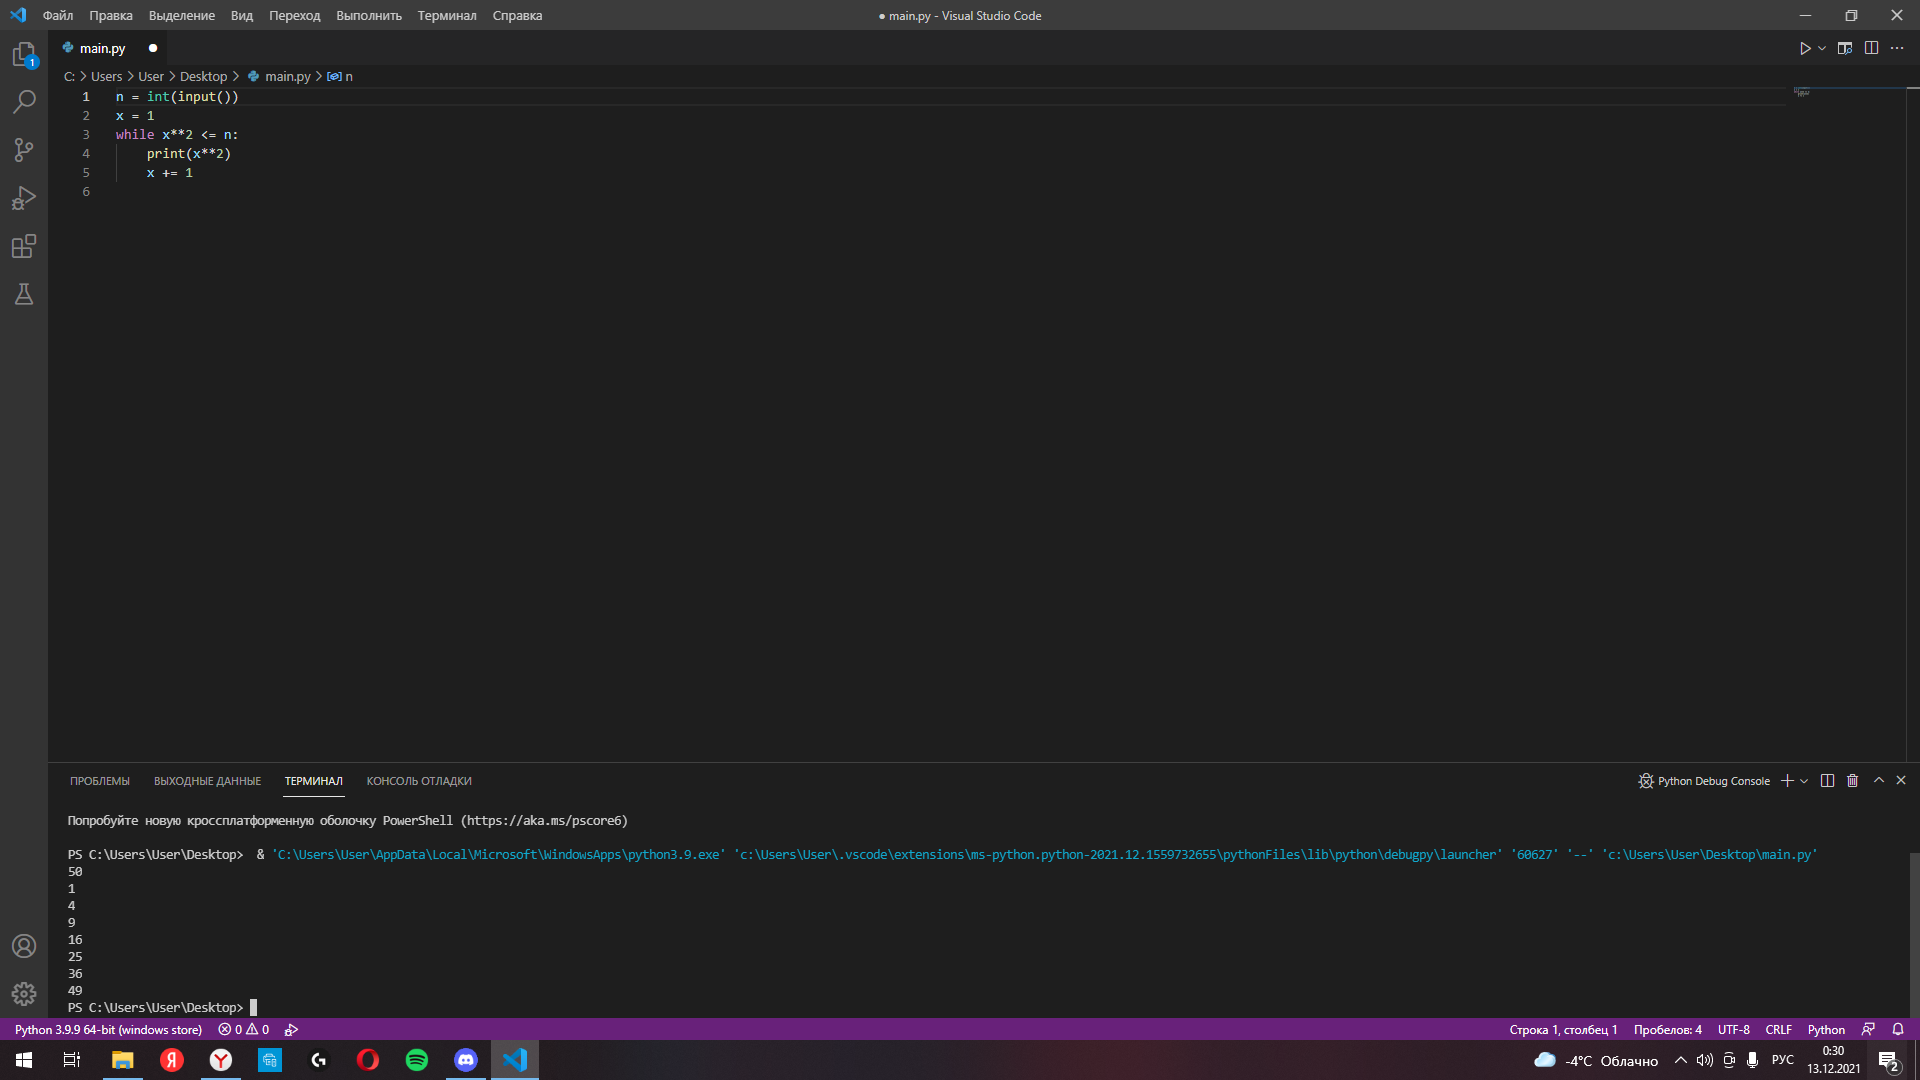 Файл Правка Выделение Вид Переход Выполнить Терминал Справка
● main.py - Visual Studio Code
main.py
1
C: > Users > User > Desktop > main.py > n
1 n = int(input())
2 x = 1
3 while x**2 <= n:
4 print(x**2)
5 x += 1
6
ПРОБЛЕМЫ ВЫХОДНЫЕ ДАННЫЕ ТЕРМИНАЛ КОНСОЛЬ ОТЛАДКИ
Python Debug Console
Попробуйте новую кроссплатформенную оболочку PowerShell (https://aka.ms/pscore6)
PS C:\Users\User\Desktop>  & 'C:\Users\User\AppData\Local\Microsoft\WindowsApps\python3.9.exe' 'c:\Users\User\.vscode\extensions\ms-python.python-2021.12.1559732655\pythonFiles\lib\python\debugpy\launcher' '60627' '--' 'c:\Users\User\Desktop\main.py'
50
1
4
9
16
25
36
49
PS C:\Users\User\Desktop>
Python 3.9.9 64-bit (windows store) 0 0
Строка 1, столбец 1 Пробелов: 4 UTF-8 CRLF Python
-4°C Облачно
РУС
0:30
13.12.2021
2